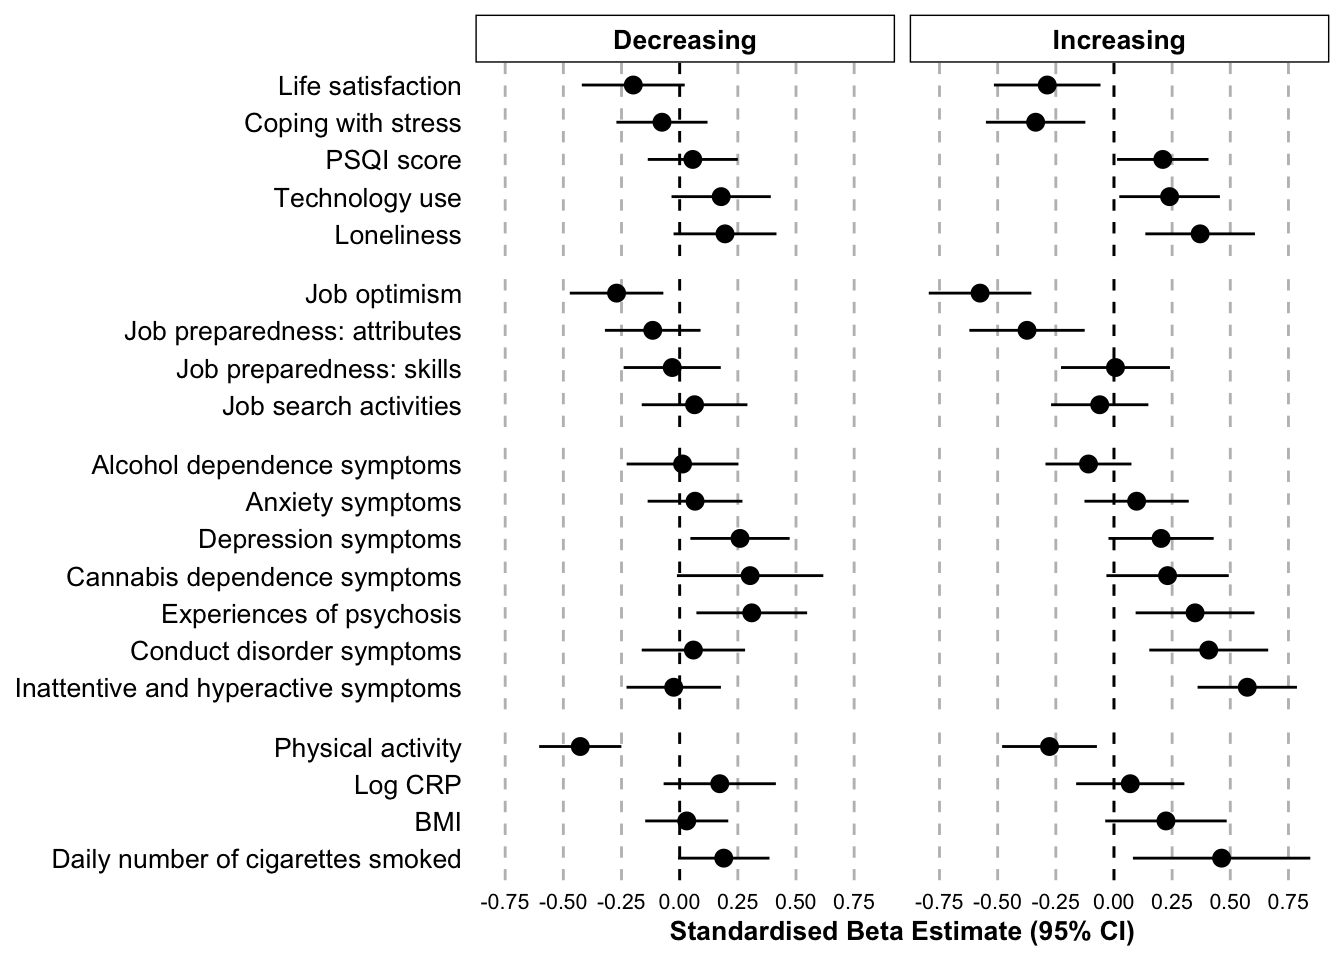 Decreasing
Increasing
Life satisfaction
Coping with stress
PSQI score
Technology use
Loneliness
Job optimism
Job preparedness: attributes
Job preparedness: skills
Job search activities
Alcohol dependence symptoms
Anxiety symptoms
Depression symptoms
Cannabis dependence symptoms
Experiences of psychosis
Conduct disorder symptoms
Inattentive and hyperactive symptoms
Physical activity
Log CRP
BMI
Daily number of cigarettes smoked
-0.75 -0.50 -0.25 0.00 0.25 0.50 0.75
-0.75 -0.50 -0.25 0.00 0.25 0.50 0.75
Standardised Beta Estimate (95% CI)